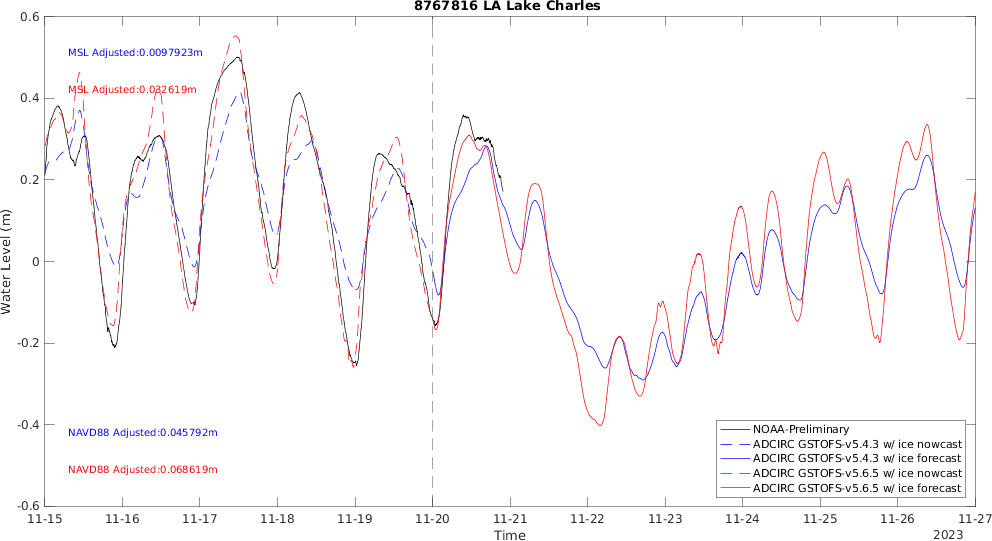 8767816 LA Lake Charles
0.6
MSL Adjusted:0.0097923m
MSL Adjusted:0.032619m
0.4
0.2
0
-0.2
-0.4
-0.6
Water Level (m)
NAVD88 Adjusted:0.045792m
NAVD88 Adjusted:0.068619m
NOAA-Preliminary
ADCIRC GSTOFS-v5.4.3 w/ ice nowcast
ADCIRC GSTOFS-v5.4.3 w/ ice forecast
ADCIRC GSTOFS-v5.6.5 w/ ice nowcast
ADCIRC GSTOFS-v5.6.5 w/ ice forecast
11-15 11-16 11-17 11-18 11-19 11-20 11-21 11-22 11-23 11-24 11-25 11-26 11-27
Time
2023